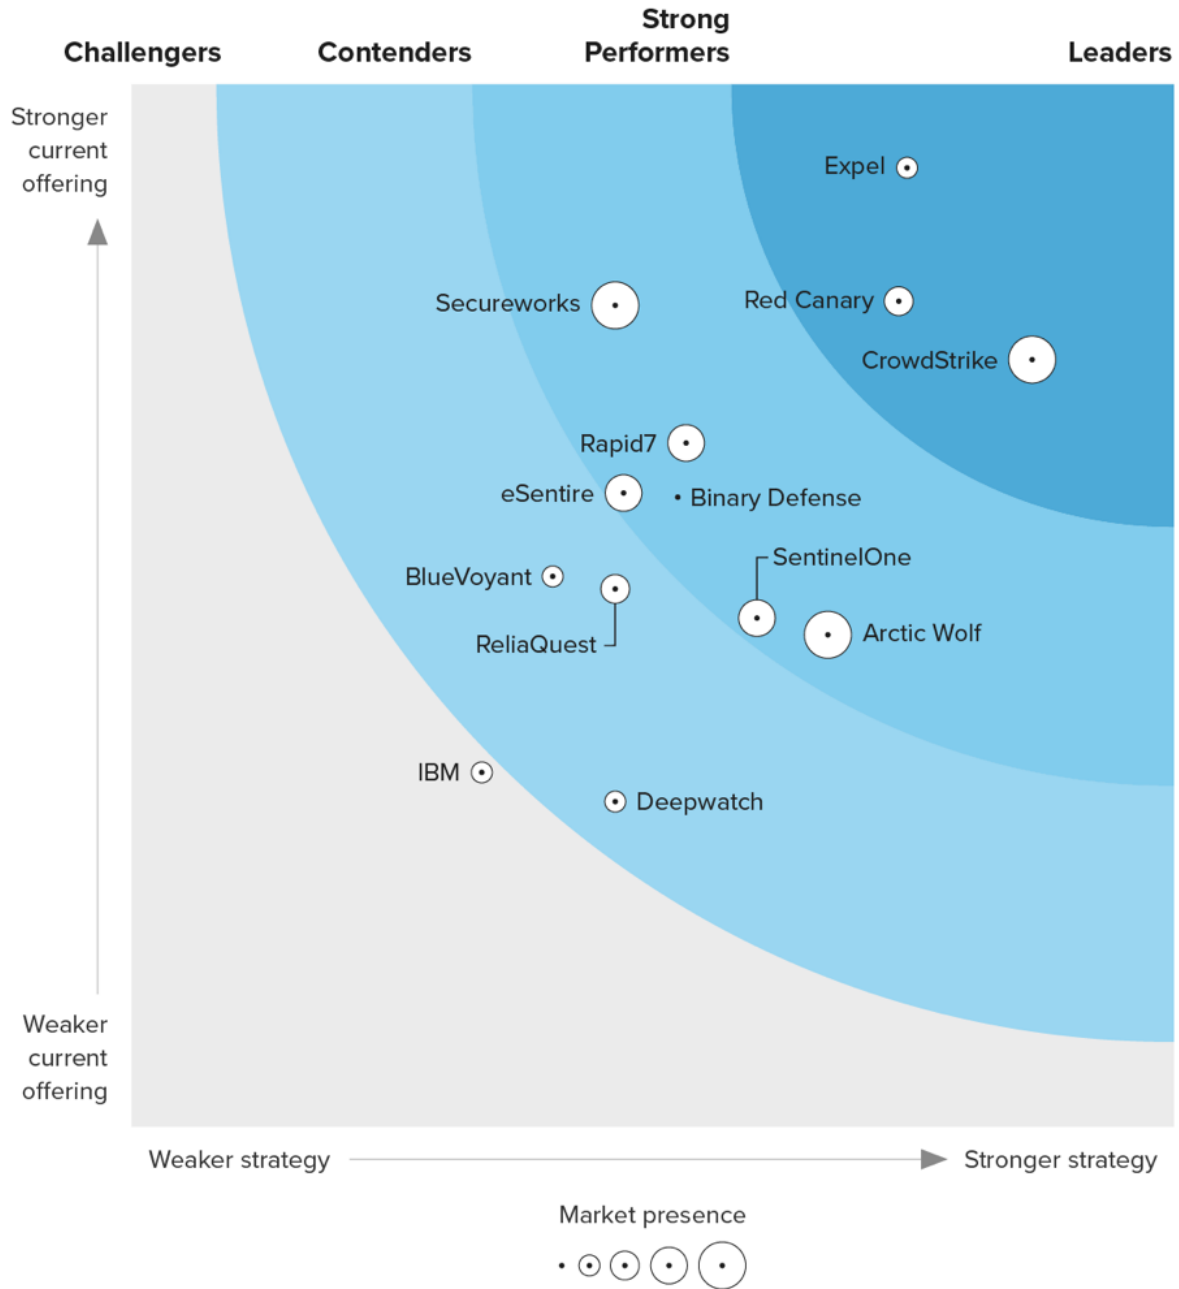 Strong
Challengers
Contenders
Performers
Leaders
Stronger
current
offering
Expel
Secureworks
Red Canary
CrowdStrike
Rapid7
eSentire
Binary Defense
SentinelOne
BlueVoyant
ReliaQuest
Arctic Wolf
IBM
Deepwatch
Weaker
current
offering
Weaker strategy
Stronger strategy
Market presence